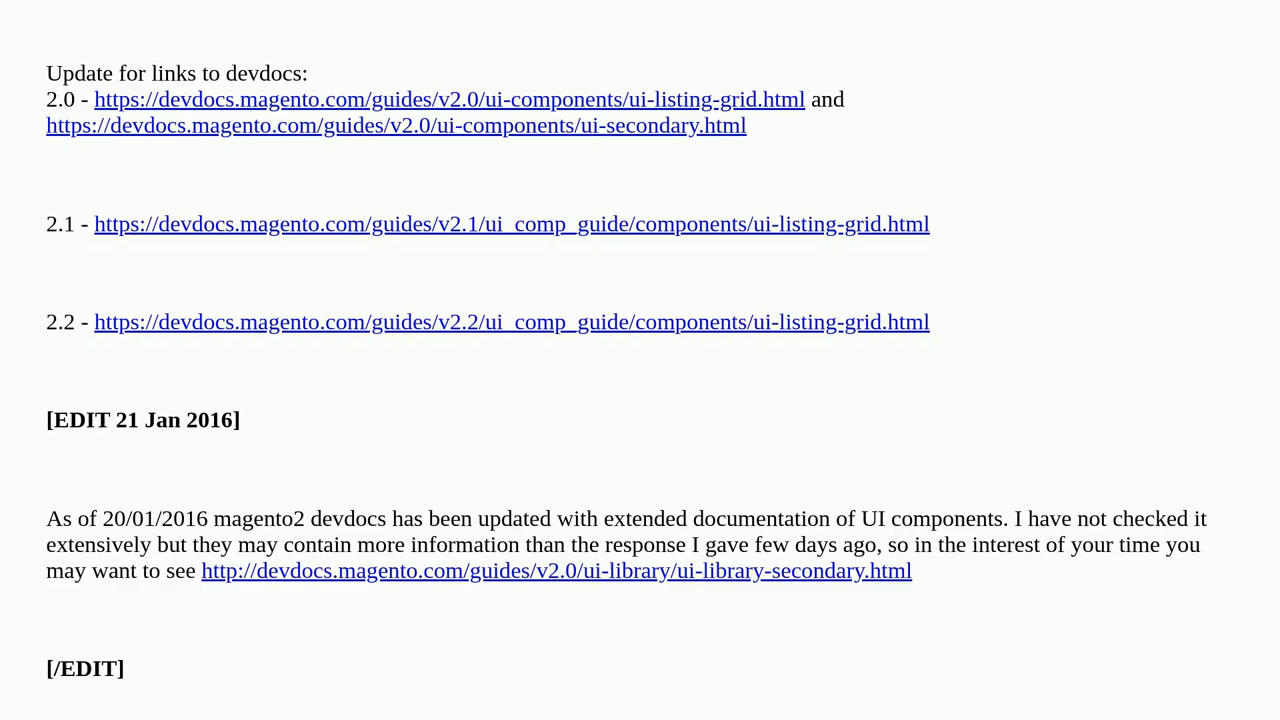 Update for links to devdocs:
2.0 - https://devdocs.magento.com/guides/v2.0/ui-components/ui-listing-grid.html and
https://devdocs.magento.com/guides/v2.0/ui-components/ui-secondary.html
2.1 - https://devdocs.magento.com/guides/v2.1/ui_comp_guide/components/ui-listing-grid.html
2.2 - https://devdocs.magento.com/guides/v2.2/ui_comp_guide/components/ui-listing-grid.html
[EDIT 21 Jan 2016]
As of 20/01/2016 magento2 devdocs has been updated with extended documentation of UI components. I have not checked it
extensively but they may contain more information than the response I gave few days ago, so in the interest of your time you
may want to see http://devdocs.magento.com/guides/v2.0/ui-library/ui-library-secondary.html
[/EDIT]